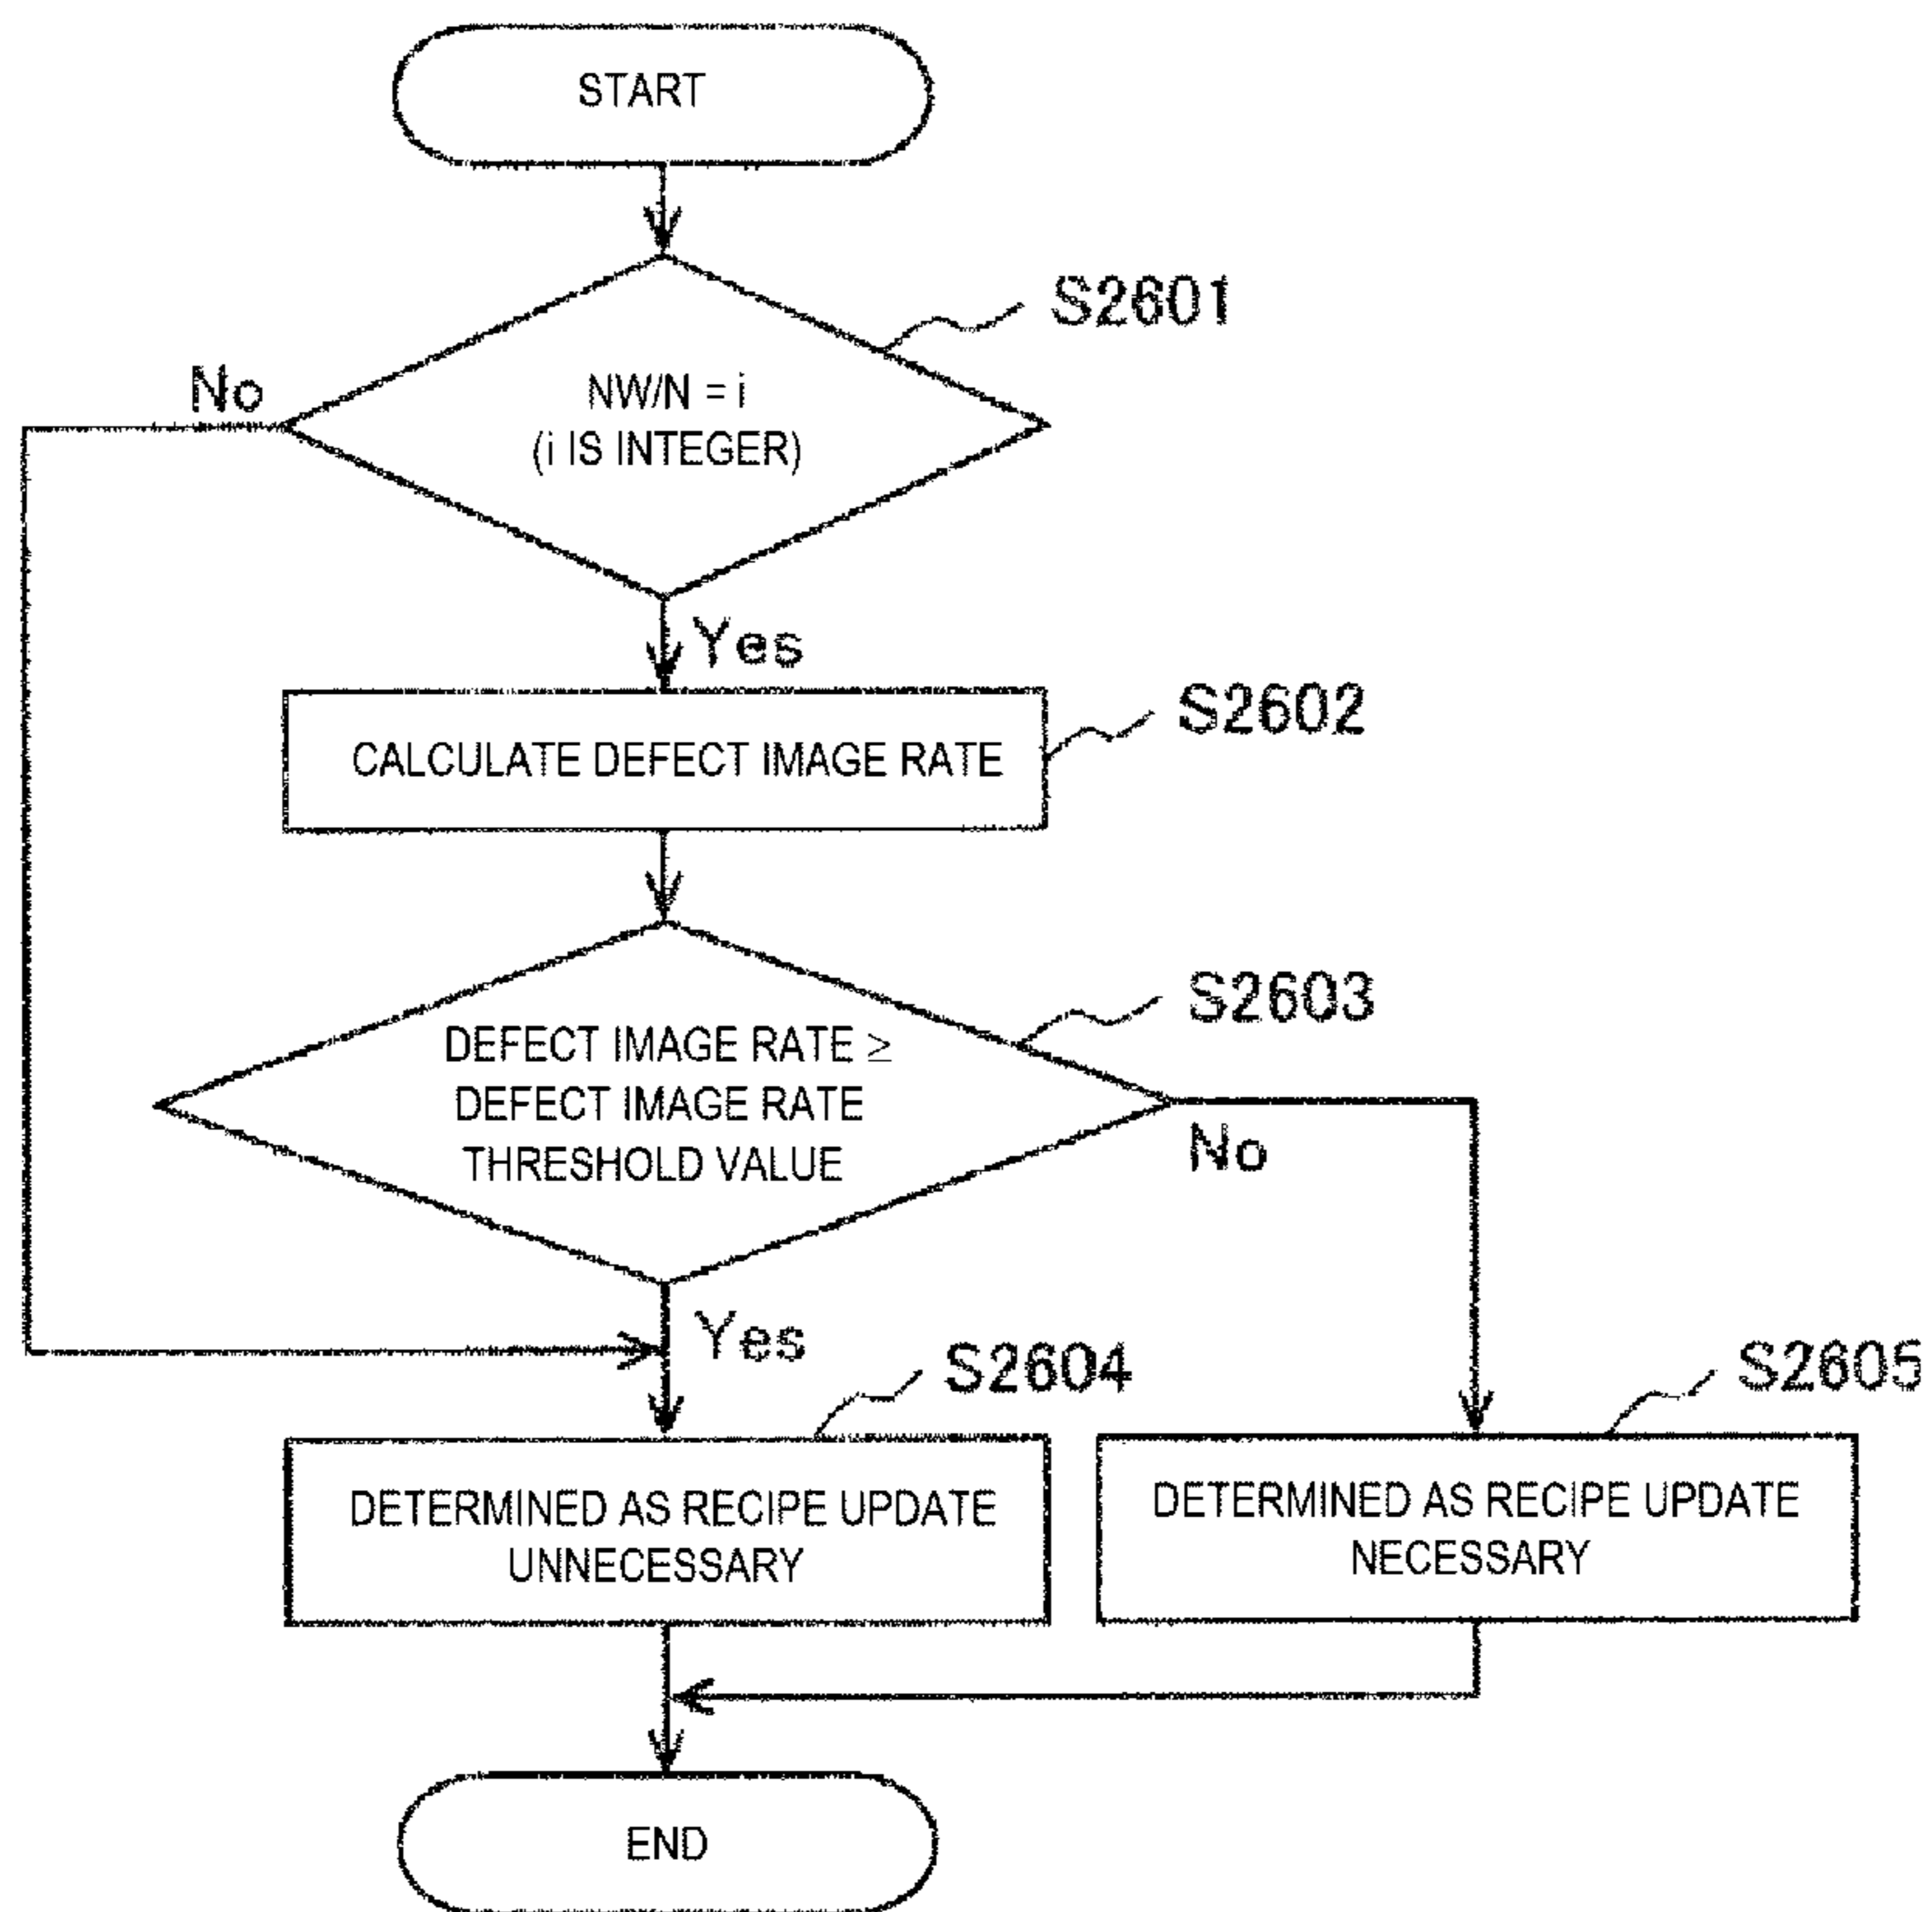 START
S2601
No
NW/N = i
(i IS INTEGER)
Yes
S2602
CALCULATE DEFECT IMAGE RATE
S2603
DEFECT IMAGE RATE ≥
DEFECT IMAGE RATE
THRESHOLD VALUE
No
Yes
S2604
S2605
DETERMINED AS RECIPE UPDATE
UNNECESSARY
DETERMINED AS RECIPE UPDATE
NECESSARY
END